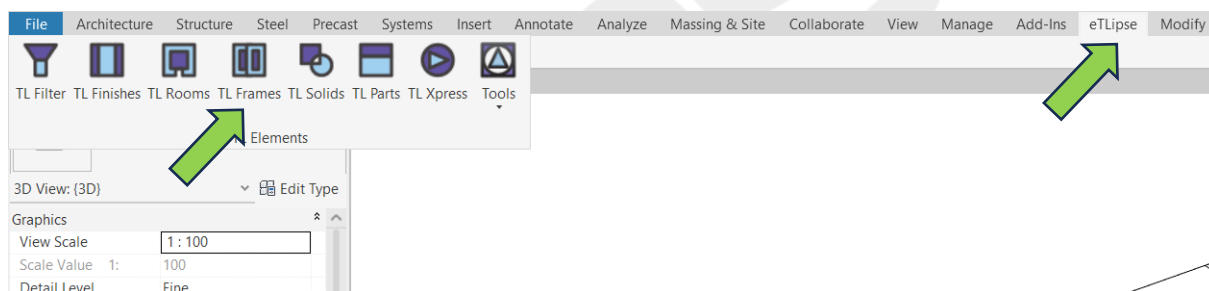 File Architecture Structure Steel Precast Systems Insert Annotate Analyze Massing & Site Collaborate View Manage Add-Ins eTLipse Modify
TL Filter TL Finishes TL Rooms TL Frames TL Solids TL Parts TL Xpress Tools
Elements
3D View: {3D} Edit Type
Graphics
View Scale 1 : 100
Scale Value 1: 100
Detail Level Fine